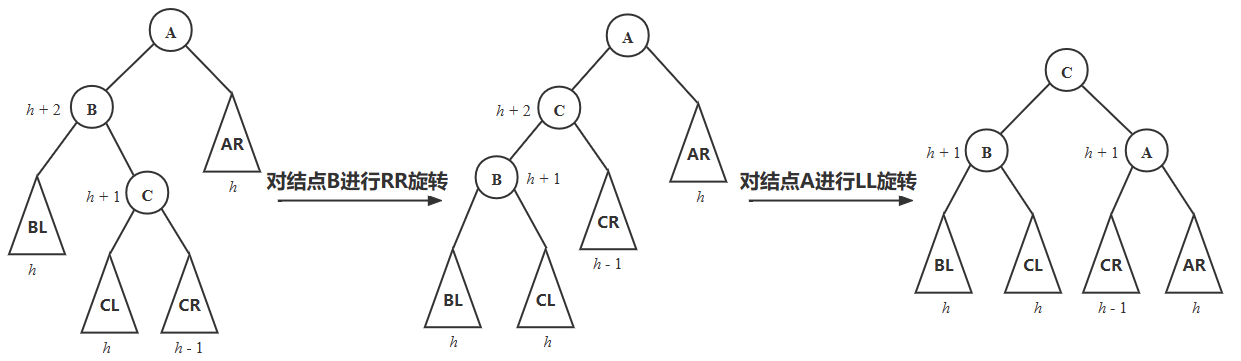 A
h + 2
B
AR
h
h + 1
C
BL
h
CL
CR
h
h - 1
对结点B进行RR旋转
A
h + 2
C
B
h + 1
AR
h
CR
h - 1
BL
CL
h
h
对结点A进行LL旋转
C
h + 1
B
h + 1
A
BL
CL
CR
AR
h
h
h - 1
h